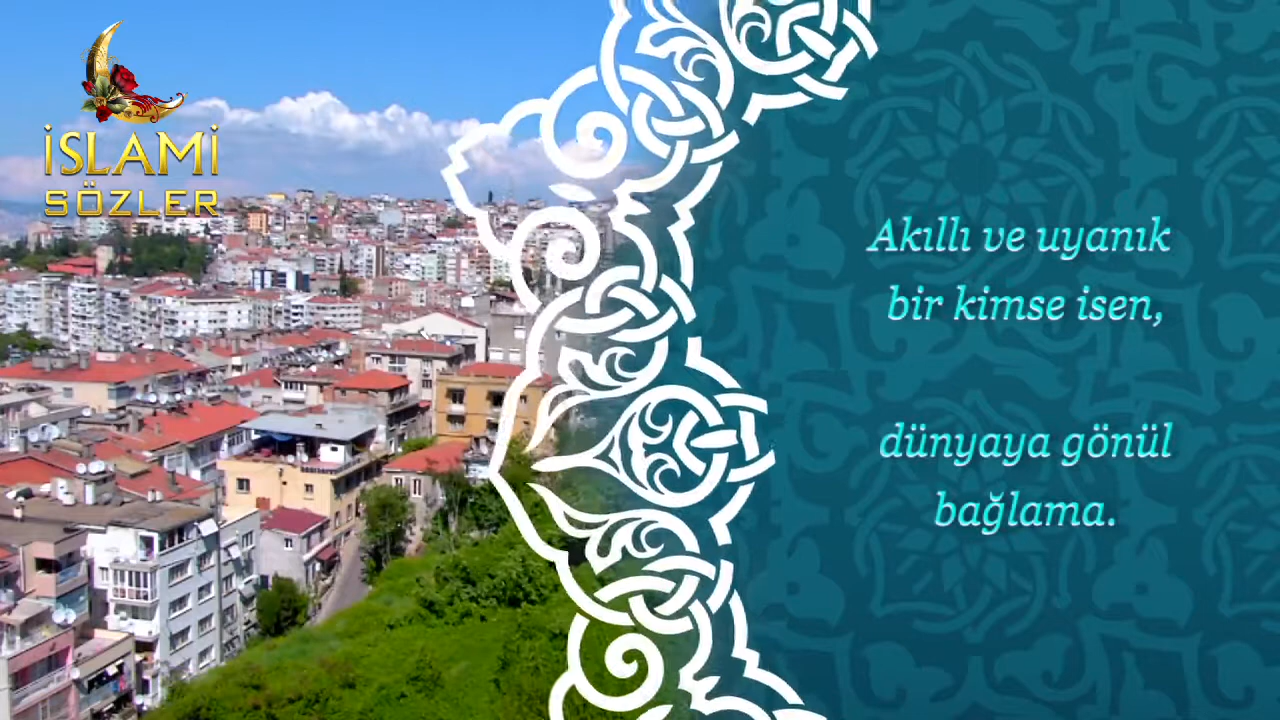 İSLAMİ
SÖZLER
Akıllı ve uyanık
bir kimse isen,
dünyaya gönül
bağlama.